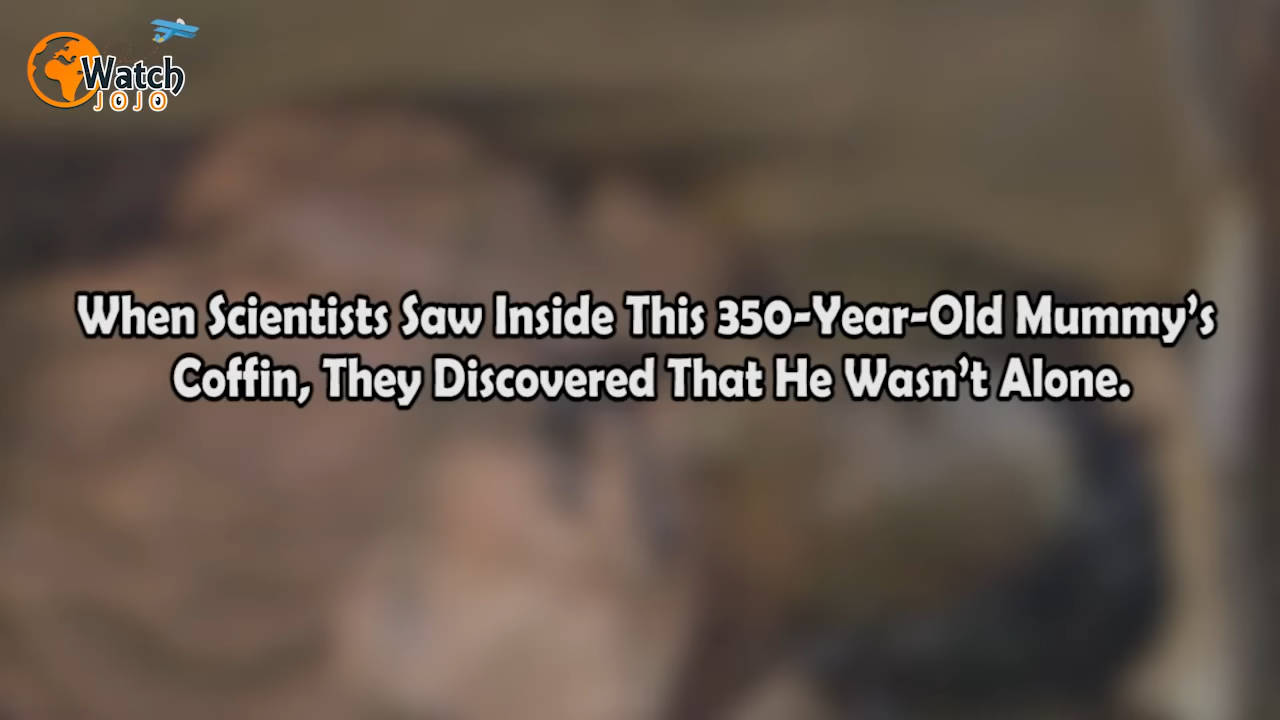 Watch
JOJO
When Scientists Saw Inside This 350-Year-Old Mummy’s
Coffin, They Discovered That He Wasn’t Alone.